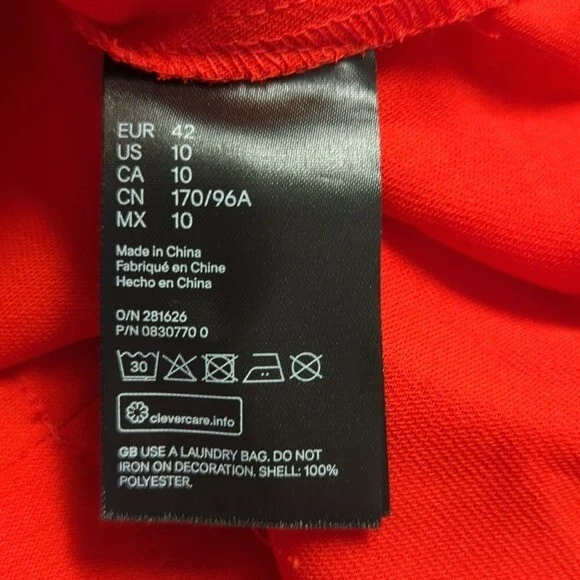 EUR 42
US 10
CA 10
CN 170/96A
MX 10
Made in China
Fabriqué en Chine
Hecho en China
O/N 281626
P/N 0830770 0
30
clevercare.info
GB USE A LAUNDRY BAG. DO NOT
IRON ON DECORATION. SHELL: 100%
POLYESTER.